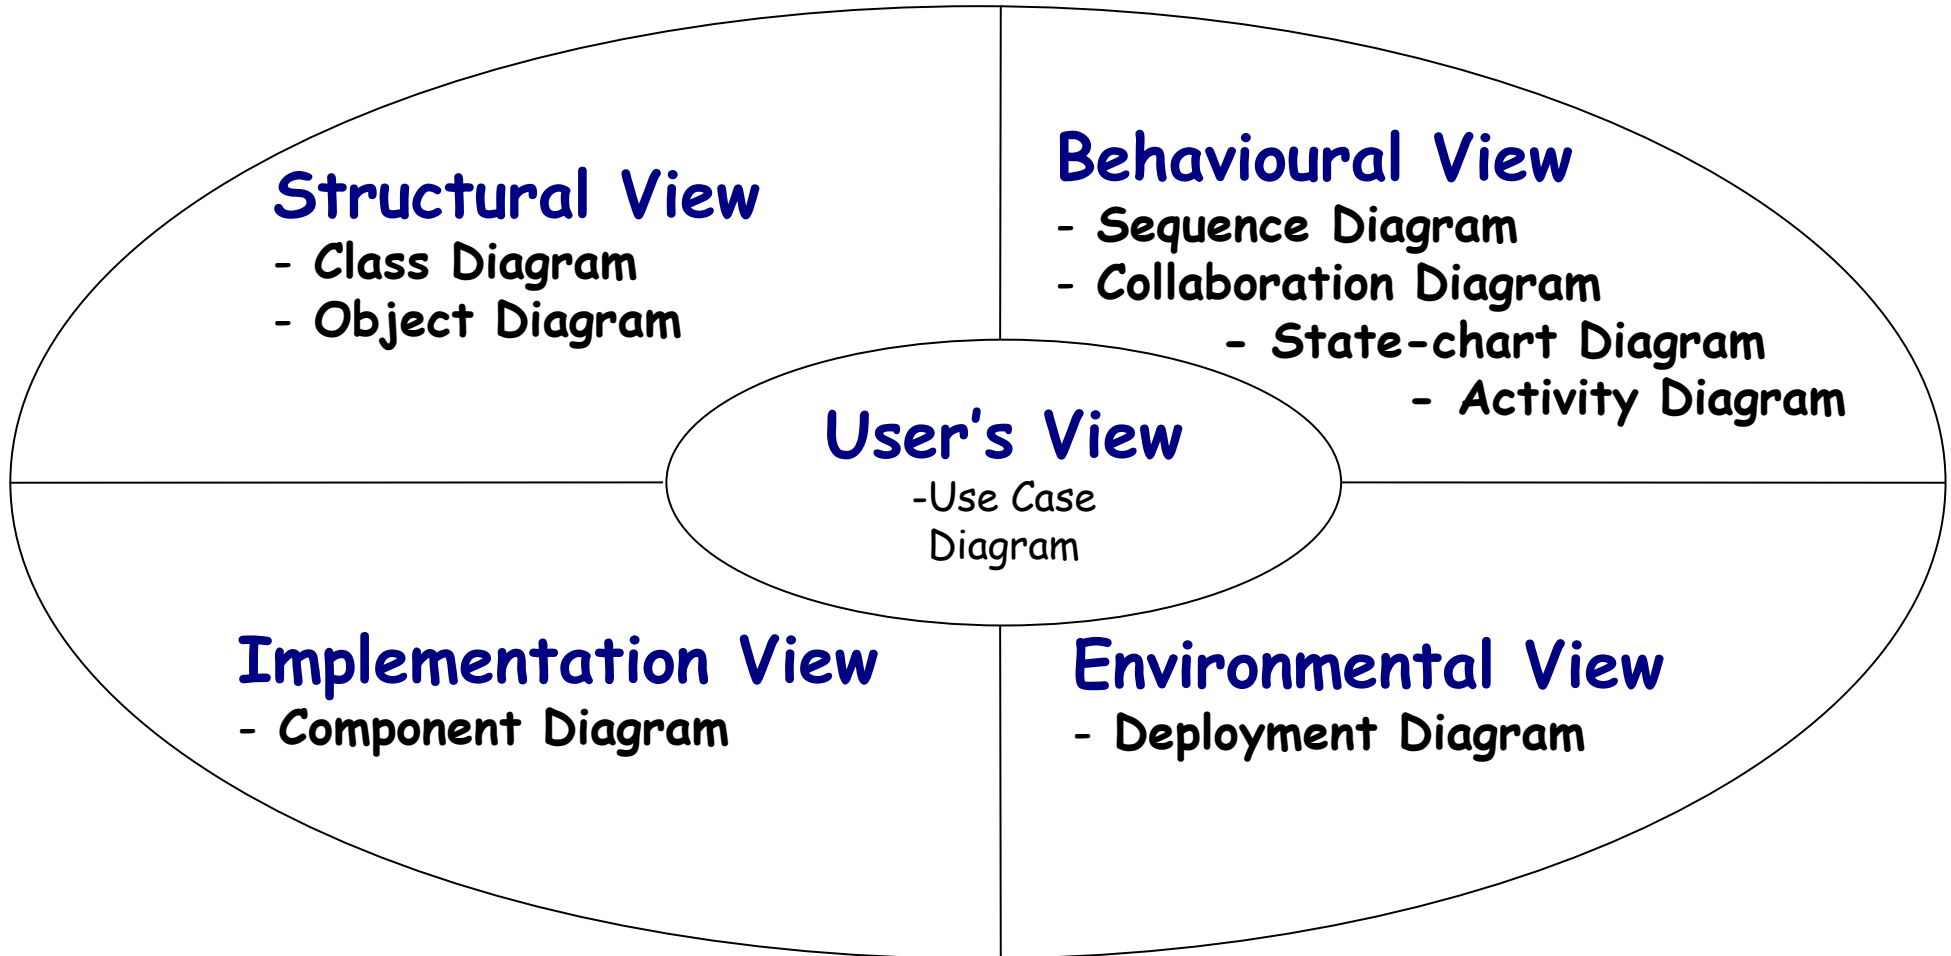 Structural View
- Class Diagram
- Object Diagram
Behavioural View
- Sequence Diagram
- Collaboration Diagram
- State-chart Diagram
- Activity Diagram
User’s View
-Use Case
Diagram
Implementation View
- Component Diagram
Environmental View
- Deployment Diagram